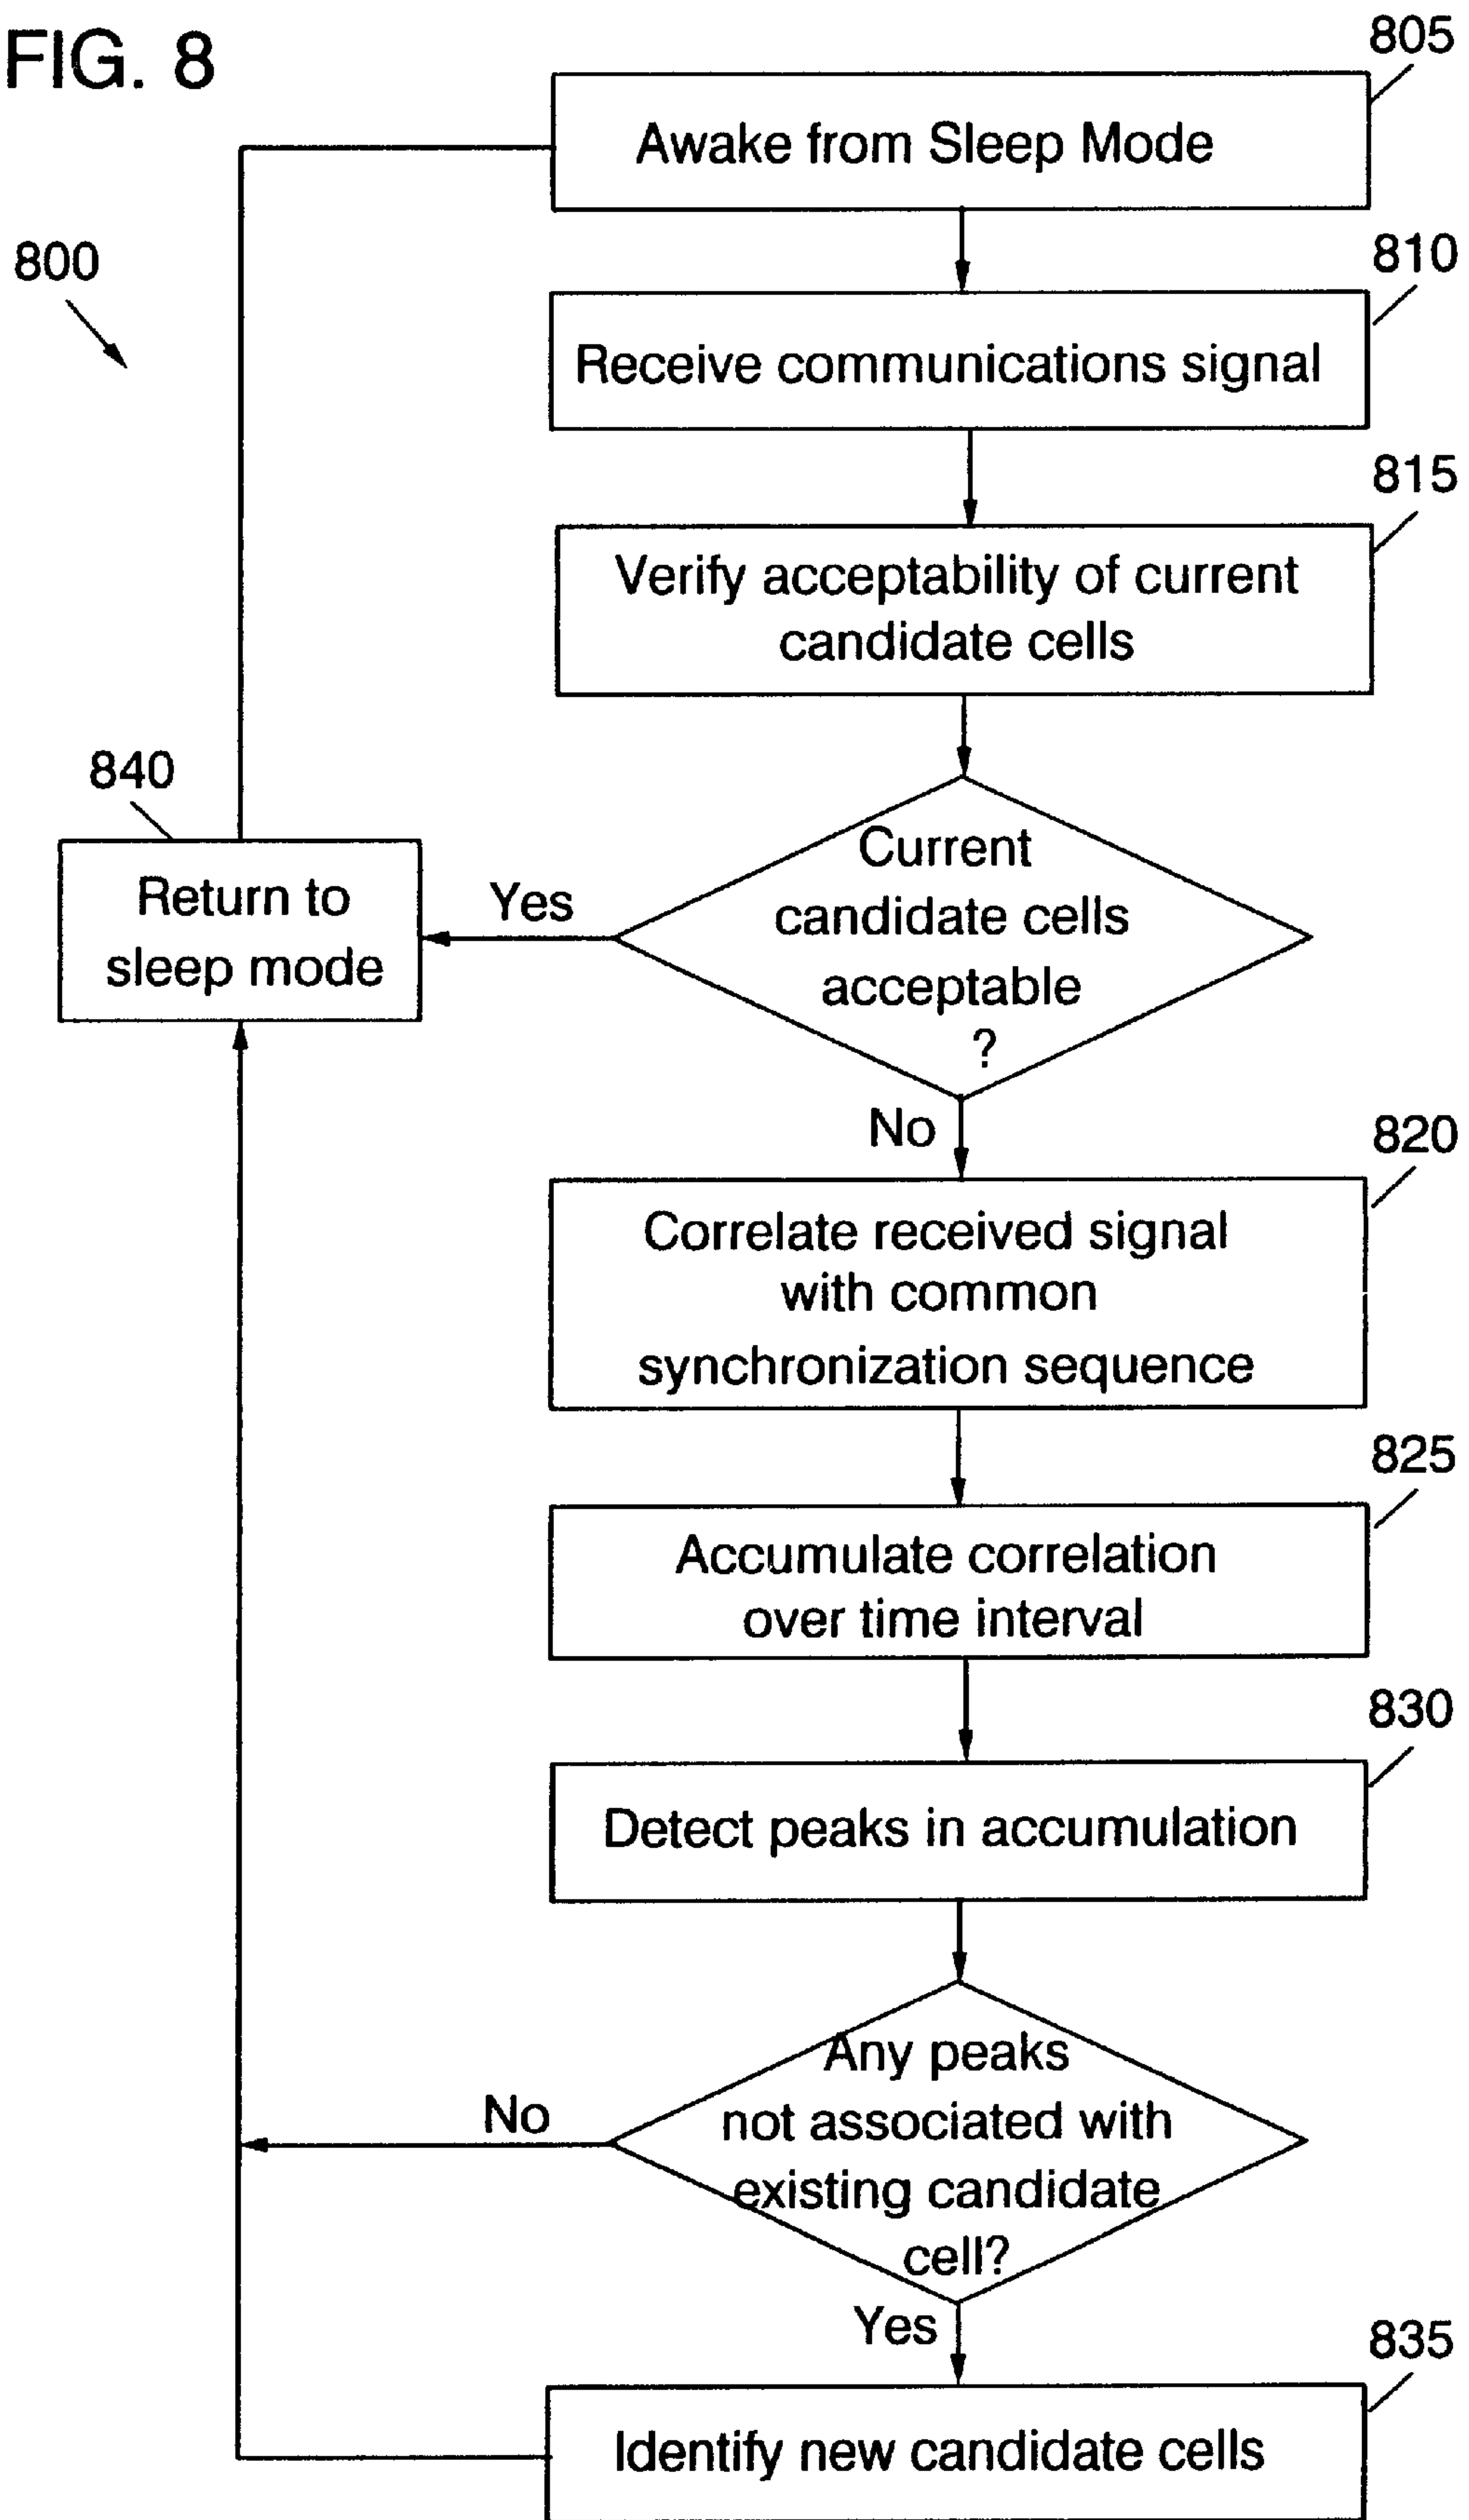 FIG. 8
805
Awake from Sleep Mode
800
810
Receive communications signal
815
Verify acceptability of current
candidate cells
840
Return to
sleep mode
Yes
Current
candidate cells
acceptable
?
No
820
Correlate received signal
with common
synchronization sequence
825
Accumulate correlation
over time interval
830
Detect peaks in accumulation
Any peaks
not associated with
existing candidate
cell?
No
Yes
835
Identify new candidate cells